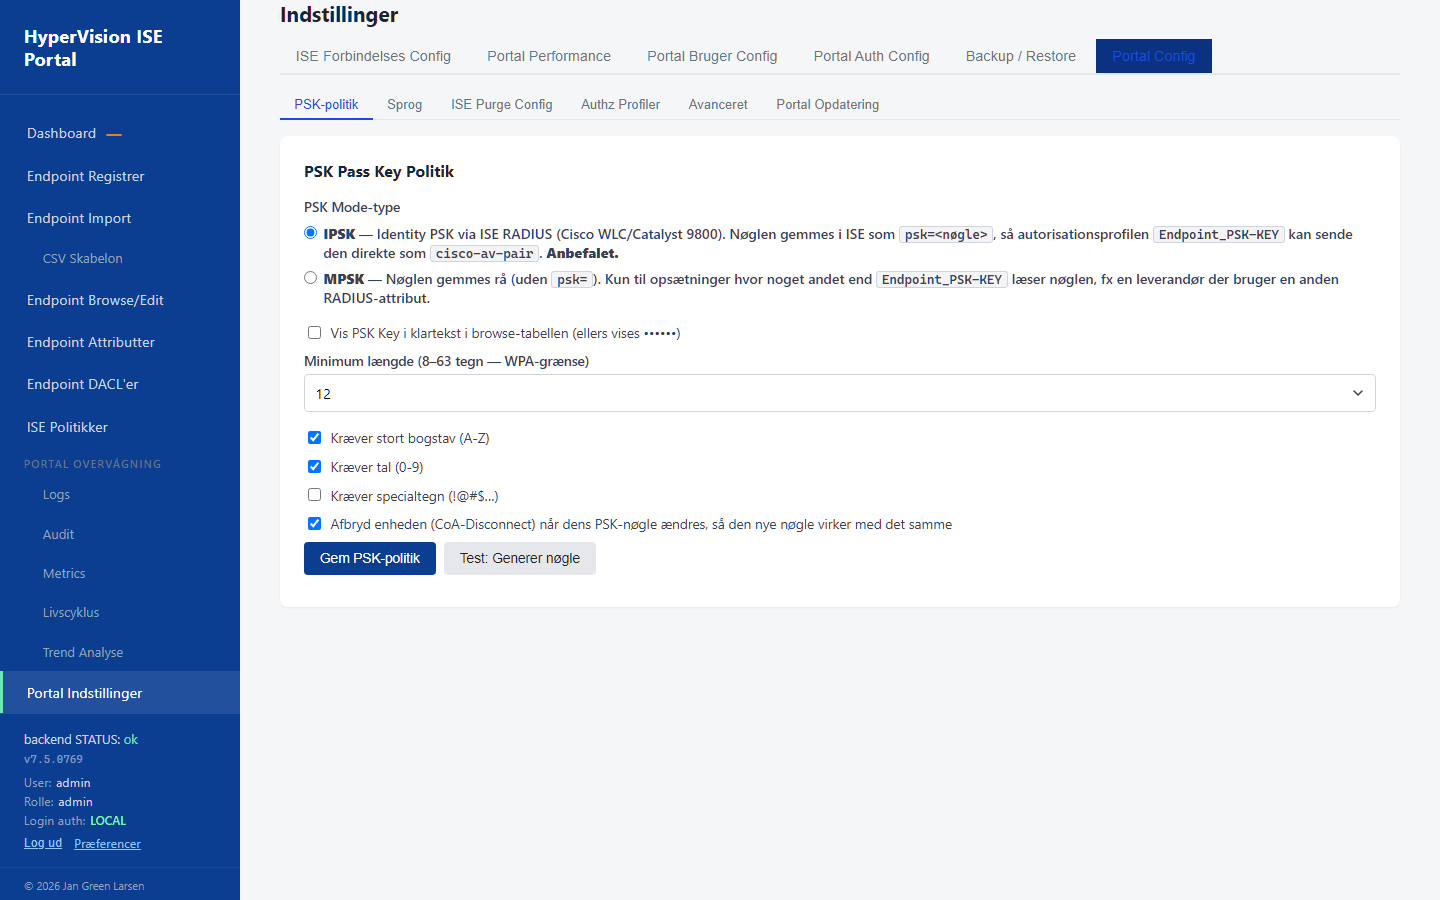 HyperVision ISE
Portal
Dashboard
Endpoint Registrer
Endpoint Import
CSV Skabelon
Endpoint Browse/Edit
Endpoint Attributter
Endpoint DACL'er
ISE Politikker
PORTAL OVERVÅGNING
Logs
Audit
Metrics
Livscyklus
Trend Analyse
Portal Indstillinger
backend STATUS: ok
v7.5.0769
User: admin
Rolle: admin
Login auth: LOCAL
Log ud Præferencer
© 2026 Jan Green Larsen
Indstillinger
ISE Forbindelses Config Portal Performance Portal Bruger Config Portal Auth Config Backup / Restore Portal Config
PSK-politik Sprog ISE Purge Config Authz Profiler Avanceret Portal Opdatering
PSK Pass Key Politik
PSK Mode-type
IPSK — Identity PSK via ISE RADIUS (Cisco WLC/Catalyst 9800). Nøglen gemmes i ISE som psk=<nøgle>, så autorisationsprofilen Endpoint_PSK-KEY kan sende
den direkte som cisco-av-pair. Anbefalet.
MPSK — Nøglen gemmes rå (uden psk=). Kun til opsætninger hvor noget andet end Endpoint_PSK-KEY læser nøglen, fx en leverandør der bruger en anden
RADIUS-attribut.
Vis PSK Key i klartekst i browse-tabellen (ellers vises ••••••)
Minimum længde (8–63 tegn — WPA-grænse)
12
Kræver stort bogstav (A-Z)
Kræver tal (0-9)
Kræver specialtegn (!@#$...)
Afbryd enheden (CoA-Disconnect) når dens PSK-nøgle ændres, så den nye nøgle virker med det samme
Gem PSK-politik Test: Generer nøgle